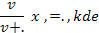 v
v+.
x ,=. ,kde